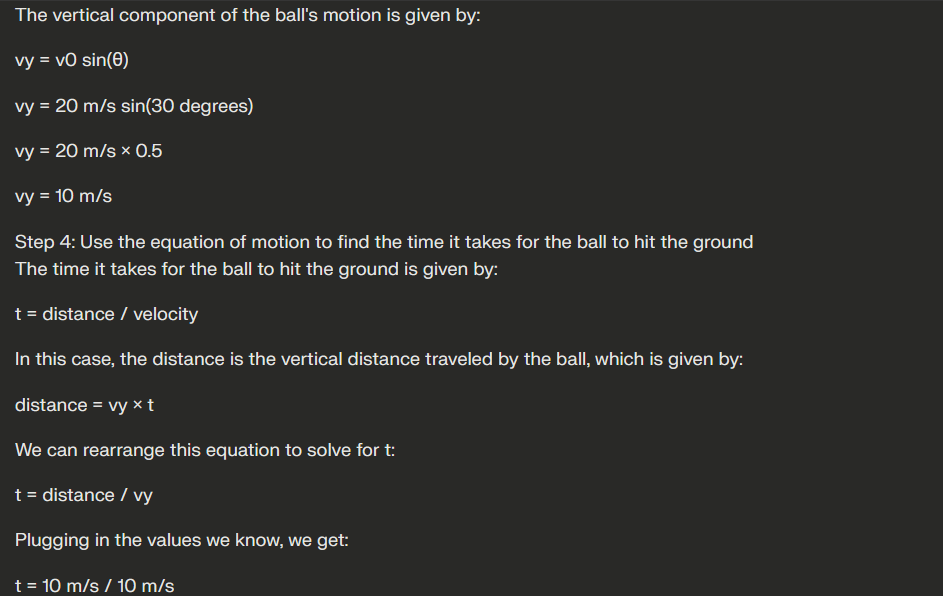 The vertical component of the ball's motion is given by:
vy = v0 sin(θ)
vy = 20 m/s sin(30 degrees)
vy = 20 m/s × 0.5
vy = 10 m/s
Step 4: Use the equation of motion to find the time it takes for the ball to hit the ground
The time it takes for the ball to hit the ground is given by:
t = distance / velocity
In this case, the distance is the vertical distance traveled by the ball, which is given by:
distance = vy × t
We can rearrange this equation to solve for t:
t = distance / vy
Plugging in the values we know, we get:
t = 10 m/s / 10 m/s